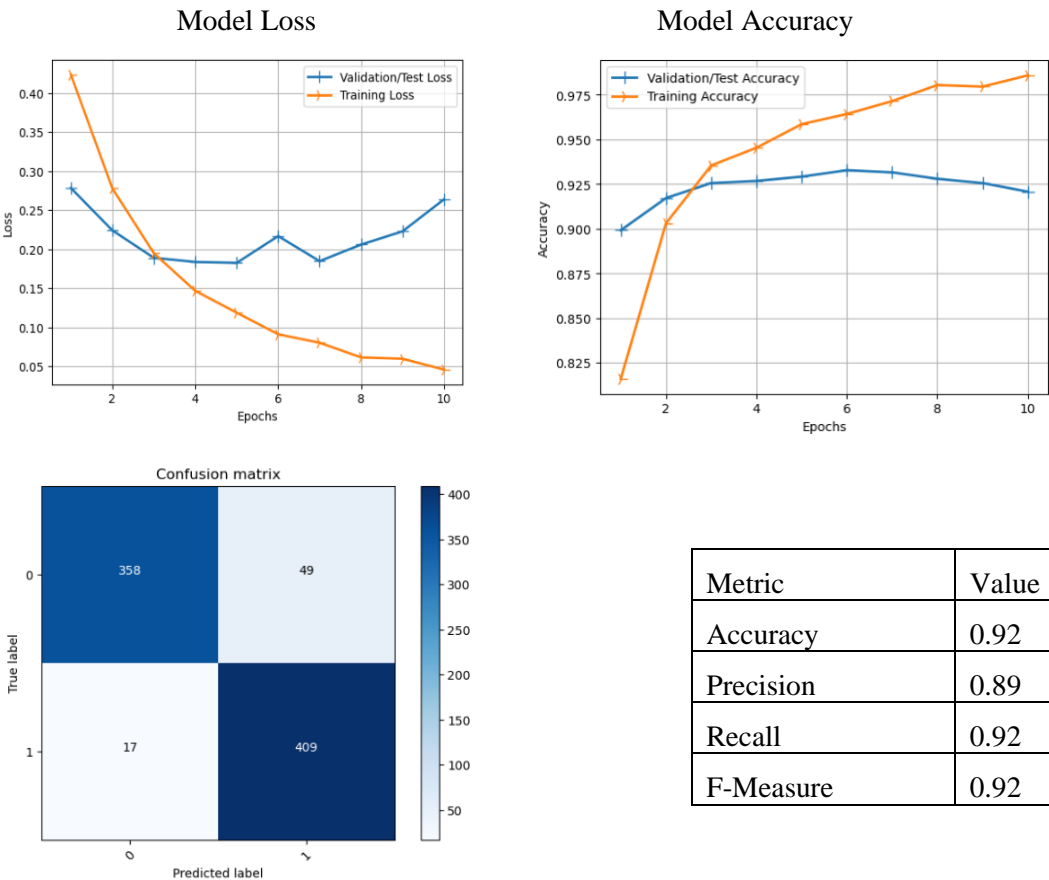 Model Loss
Model Accuracy
Validation/Test Loss
Training Loss
0.40
0.35
0.30
0.25
0.20
0.15
0.10
0.05
Loss
2
4
6
8
10
Epochs
Validation/Test Accuracy
Training Accuracy
0.975
0.950
0.925
0.900
0.875
0.850
0.825
Accuracy
2
4
6
8
10
Epochs
Confusion matrix
358
49
17
409
0
1
True label
0
1
Predicted label
400
350
300
250
200
150
100
50
Metric Value
Accuracy 0.92
Precision 0.89
Recall 0.92
F-Measure 0.92